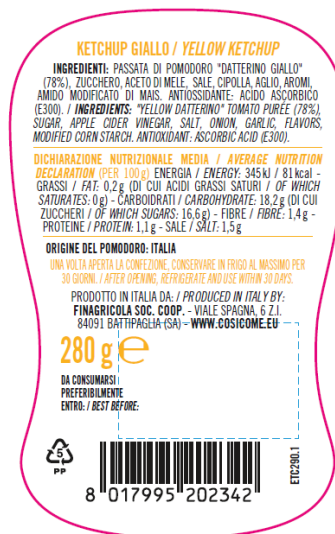 KETCHUP GIALLO / YELLOW KETCHUP
INGREDIENTI: PASSATA DI POMODORO "DATTERINO GIALLO"
(78%), ZUCCHERO, ACETO DI MELE, SALE, CIPOLLA, AGLIO, AROMI,
AMIDO MODIFICATO DI MAIS. ANTIOSSIDANTE: ACIDO ASCORBICO
(E300). / INGREDIENTS: "YELLOW DATTERINO" TOMATO PURÉE (78%),
SUGAR, APPLE CIDER VINEGAR, SALT, ONION, GARLIC, FLAVORS,
MODIFIED CORN STARCH. ANTIOXIDANT: ASCORBIC ACID (E300).
DICHIARAZIONE NUTRIZIONALE MEDIA / AVERAGE NUTRITION
DECLARATION (PER 100g) ENERGIA / ENERGY: 345kJ / 81kcal -
GRASSI / FAT: 0,2g (DI CUI ACIDI GRASSI SATURI / OF WHICH
SATURATES: 0g) - CARBOIDRATI / CARBOHYDRATE: 18,2g (DI CUI
ZUCCHERI / OF WHICH SUGARS: 16,6g) - FIBRE / FIBRE: 1,4g -
PROTEINE / PROTEIN: 1,1g - SALE / SALT: 1,5g
ORIGINE DEL POMODORO: ITALIA
UNA VOLTA APERTA LA CONFEZIONE, CONSERVARE IN FRIGO AL MASSIMO PER
30 GIORNI. / AFTER OPENING, REFRIGERATE AND USE WITHIN 30 DAYS.
PRODOTTO IN ITALIA DA: / PRODUCED IN ITALY BY:
FINAGRICOLA SOC. COOP. - VIALE SPAGNA, 6 Z.I.
84091 BATTIPAGLIA (SA) - WWW.COSICOME.EU
280 g e
DA CONSUMARSI
PREFERIBILMENTE
ENTRO: / BEST BEFORE:
5
PP
8 017995 202342
ETC290.1